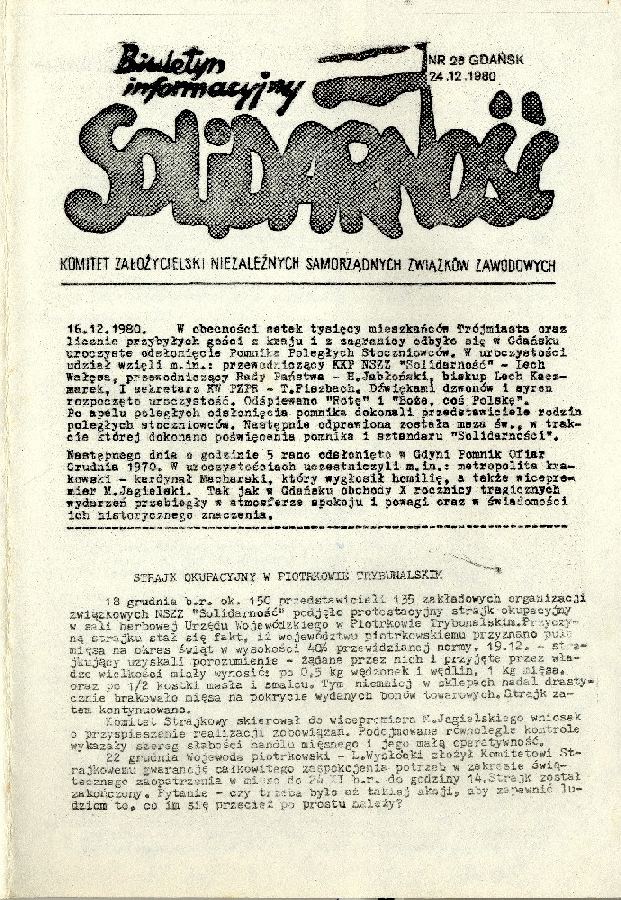 Biuletyn
informacyjny
NR 28 GDAŃSK
24.12.1980
SOLIDARNOŚĆ
KOMITET ZAŁOŻYCIELSKI NIEZALEŻNYCH SAMORZĄDNYCH ZWIĄZKÓW ZAWODOWYCH
16.12.1980. W obecności setek tysięcy mieszkańców Trójmiasta oraz
licznie przybyłych gości z kraju i z zagranicy odbyło się w Gdańsku
uroczyste odsłonięcie Pomnika Poległych Stoczniowców. W uroczystości
udział wzięli m.in.: przewodniczący KKP NSZZ "Solidarność" - Lech
Wałęsa, przewodniczący Rady Państwa - H.Jabłoński, biskup Lech Kacz-
marek, I sekretarz KW PZPR - T.Fiszbach. Dźwiękami dzwonów i syren
rozpoczęto uroczystość. Odśpiewano "Rotę" i "Boże, coś Polskę".
Po apelu poległych odsłonięcia pomnika dokonali przedstawiciele rodzin
poległych stoczniowców. Następnie odprawiona została msza św., w trak-
cie której dokonano poświęcenia pomnika i sztandaru "Solidarności".
Następnego dnia o godzinie 5 rano odsłonięto w Gdyni Pomnik Ofiar
Grudnia 1970. W uroczystościach uczestniczyli m.in.: metropolita kra-
kowski - kardynał Macharski, który wygłosił homilię, a także wicepre-
mier M.Jagielski. Tak jak w Gdańsku obchody X rocznicy tragicznych
wydarzeń przebiegły w atmosferze spokoju i powagi oraz w świadomości
ich historycznego znaczenia.
STRAJK OKUPACYJNY W PIOTRKOWIE TRYBUNALSKIM
18 grudnia b.r. ok. 150 przedstawicieli 135 zakładowych organizacji
związkowych NSZZ "Solidarność" podjęło protestacyjny strajk okupacyjny
w sali herbowej Urzędu Wojewódzkiego w Piotrkowie Trybunalskim.Przyczy-
ną strajku stał się fakt, iż województwu piotrkowskiemu przyznano pulę
mięsa na okres świąt w wysokości 40% przewidzianej normy. 19.12. - stra-
jkujący uzyskali porozumienie - żądane przez nich i przyjęte przez wła-
dze wielkości miały wynosić: po 0,5 kg wędzonek i wędlin, 1 Kg mięsa,
oraz po 1/2 kostki masła i smalcu. Tym niemniej w sklepach nadal drasty-
cznie brakowało mięsa na pokrycie wydanych bonów towarowych.Strajk za-
tem kontynuowano.
Komitet Strajkowy skierował do wicepremiera M.Jagielskiego wniosek
o przyspieszenie realizacji zobowiązań. Podejmowane równolegle kontrole
wykazały szereg słabości handlu mięsnego i jego małą operatywność.
22 grudnia Wojewoda piotrkowski - L.Wysłocki złożył Komitetowi St-
rajkowemu gwarancję całkowitego zaspokojenia potrzeb w zakresie świą-
tecznego zaopatrzenia w mięso do 24 XII b.r. do godziny 14.Strajk został
zakończony. Pytanie - czy trzeba było aż takiej akcji, aby zapewnić lu-
dziom to, co im się przecież po prostu należy?